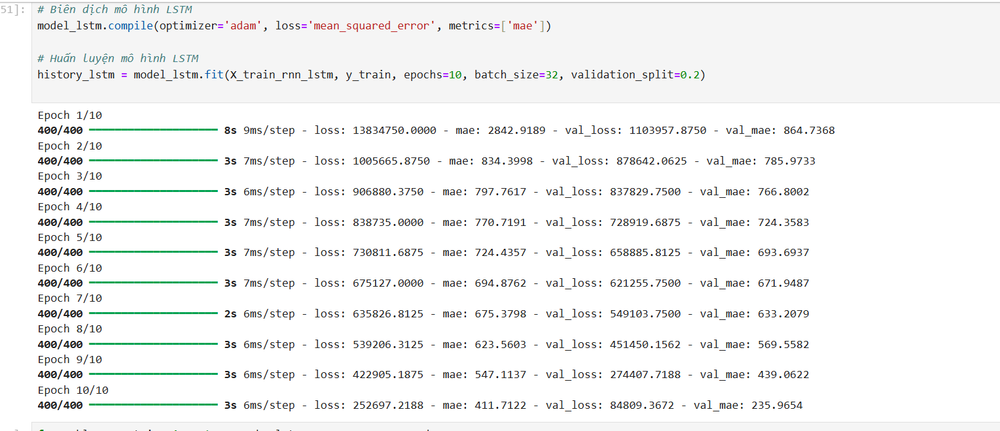 51]:
# Biên dịch mô hình LSTM
model_lstm.compile(optimizer='adam', loss='mean_squared_error', metrics=['mae'])
# Huấn luyện mô hình LSTM
history_lstm = model_lstm.fit(X_train_rnn_lstm, y_train, epochs=10, batch_size=32, validation_split=0.2)
Epoch 1/10
400/400 8s 9ms/step - loss: 13834750.0000 - mae: 2842.9189 - val_loss: 1103957.8750 - val_mae: 864.7368
Epoch 2/10
400/400 3s 7ms/step - loss: 1005665.8750 - mae: 834.3998 - val_loss: 878642.0625 - val_mae: 785.9733
Epoch 3/10
400/400 3s 6ms/step - loss: 906880.3750 - mae: 797.7617 - val_loss: 837829.7500 - val_mae: 766.8002
Epoch 4/10
400/400 3s 7ms/step - loss: 838735.0000 - mae: 770.7191 - val_loss: 728919.6875 - val_mae: 724.3583
Epoch 5/10
400/400 3s 7ms/step - loss: 730811.6875 - mae: 724.4357 - val_loss: 658885.8125 - val_mae: 693.6937
Epoch 6/10
400/400 3s 7ms/step - loss: 675127.0000 - mae: 694.8762 - val_loss: 621255.7500 - val_mae: 671.9487
Epoch 7/10
400/400 2s 6ms/step - loss: 635826.8125 - mae: 675.3798 - val_loss: 549103.7500 - val_mae: 633.2079
Epoch 8/10
400/400 3s 6ms/step - loss: 539206.3125 - mae: 623.5603 - val_loss: 451450.1562 - val_mae: 569.5582
Epoch 9/10
400/400 3s 6ms/step - loss: 422905.1875 - mae: 547.1137 - val_loss: 274407.7188 - val_mae: 439.0622
Epoch 10/10
400/400 3s 6ms/step - loss: 252697.2188 - mae: 411.7122 - val_loss: 84809.3672 - val_mae: 235.9654